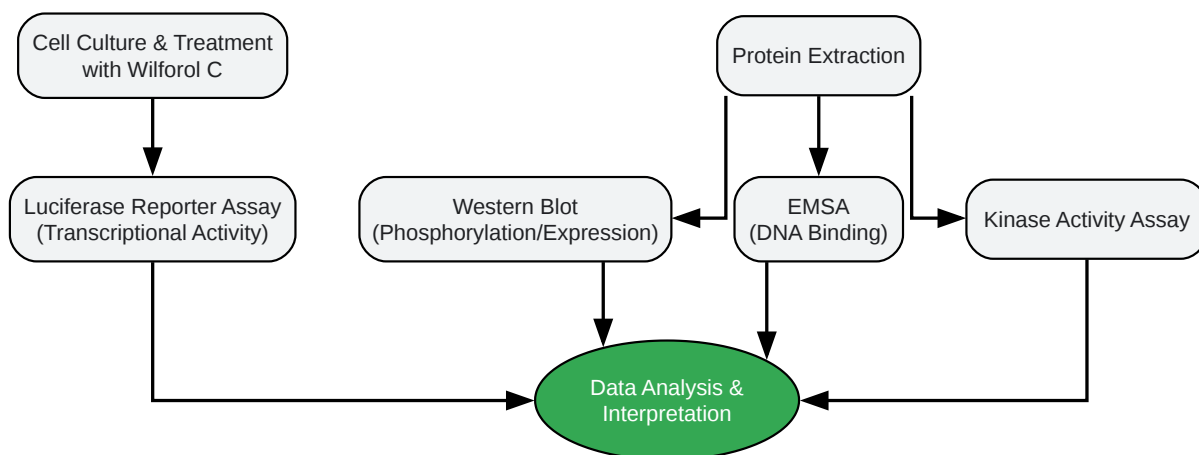 Cell Culture & Treatment
with Wilforol C
Protein Extraction
Luciferase Reporter Assay
(Transcriptional Activity)
Western Blot
(Phosphorylation/Expression)
EMSA
(DNA Binding)
Kinase Activity Assay
Data Analysis &
Interpretation